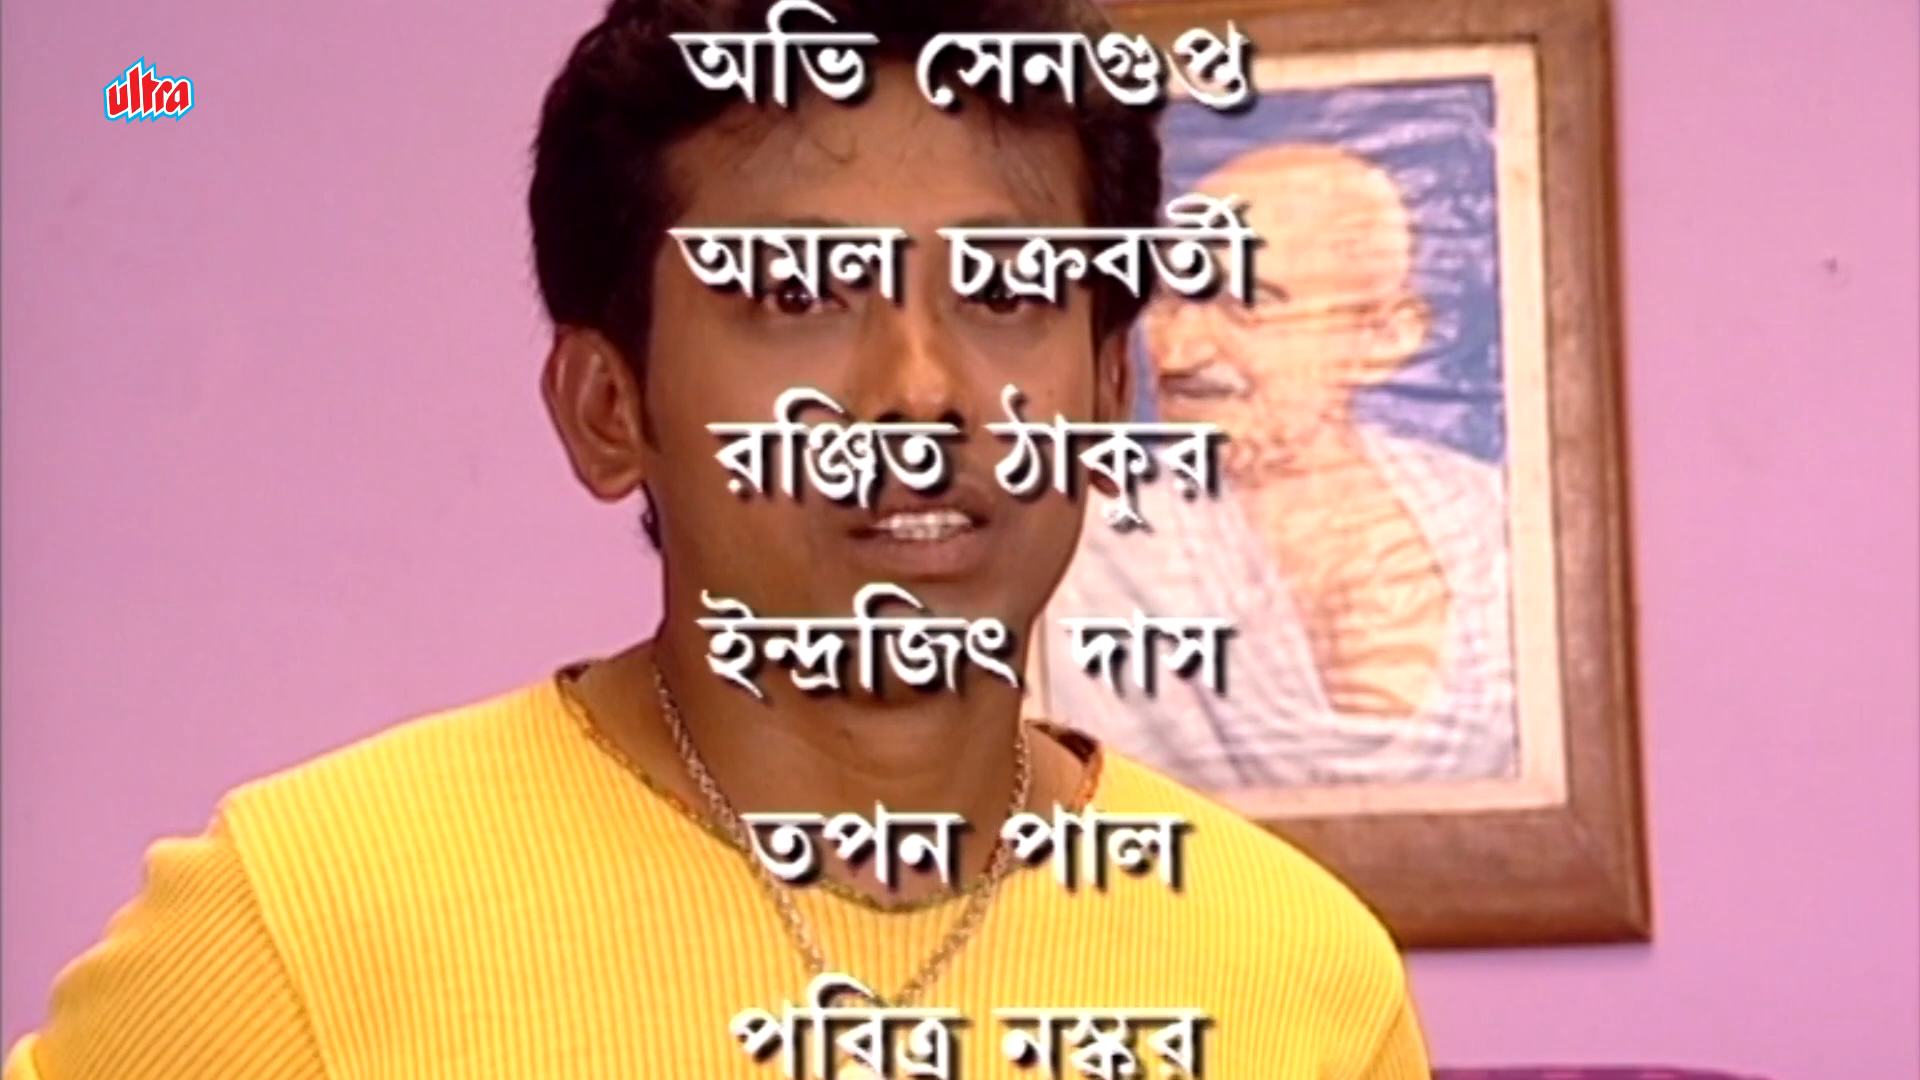 ultra
অভি সেনগুপ্ত
অমল চক্রবর্তী
রঞ্জিত ঠাকুর
ইন্দ্রজিৎ দাস
তপন পাল
পবিত্র নস্কর